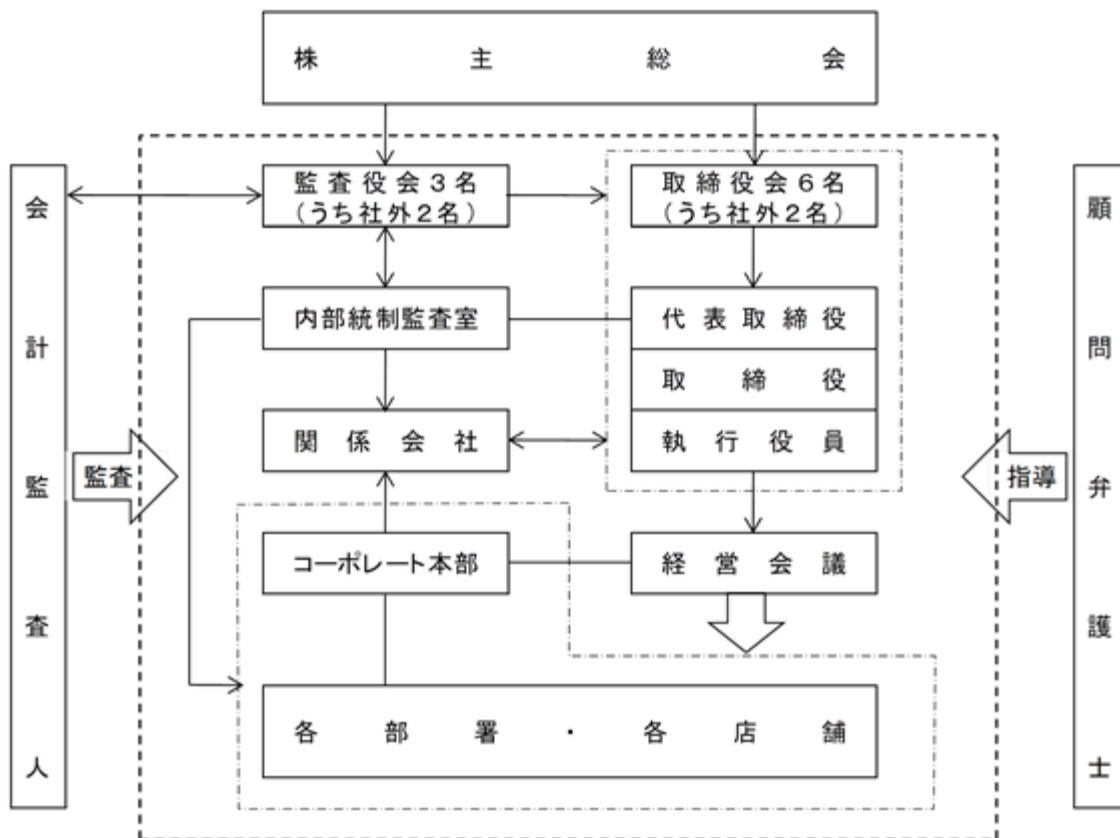 株主総会
監査役会3名
(うち社外2名)
取締役会6名
(うち社外2名)
会計監査人
顧問弁護士
内部統制監査室
代表取締役
取締役
関係会社
執行役員
監査
指導
コーポレート本部
経営会議
各部署・各店舗